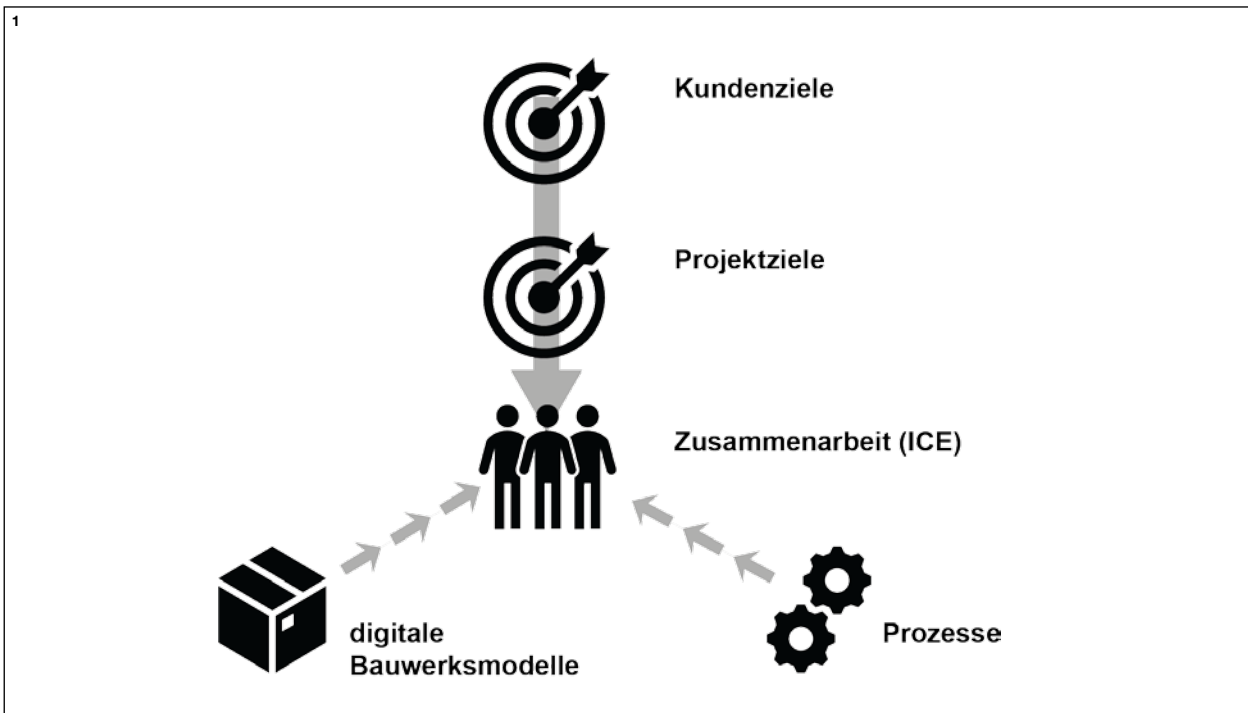 1
Kundenziele
Projektziele
Zusammenarbeit (ICE)
digitale
Bauwerksmodelle
Prozesse